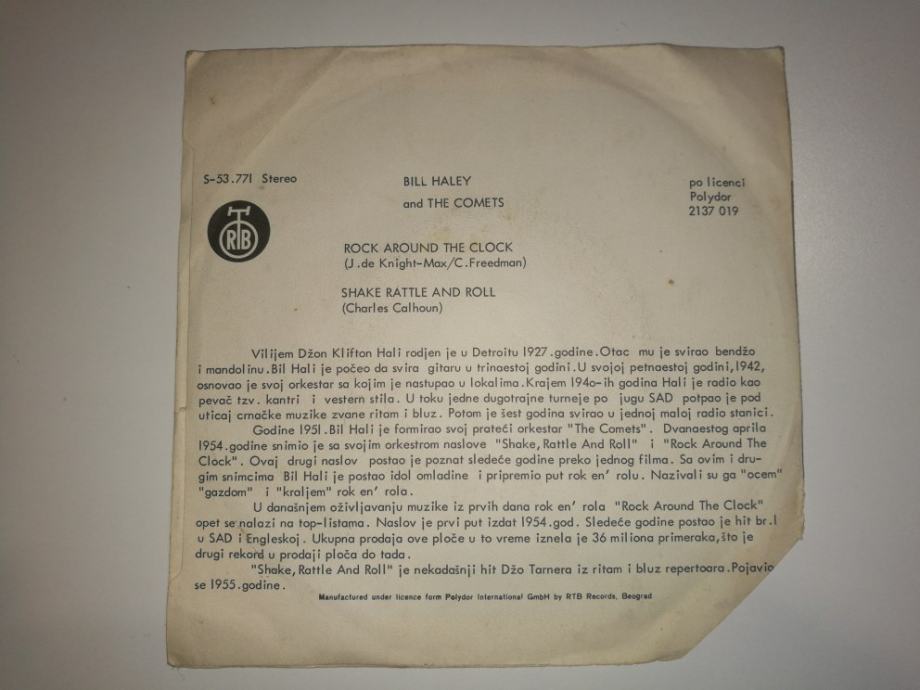 S-53.771 Stereo
BILL HALEY
and THE COMETS
po licenci
Polydor
2137 019
RTB
ROCK AROUND THE CLOCK
(J.de Knight-Max/C.Freedman)
SHAKE RATTLE AND ROLL
(Charles Calhoun)
Vilijem Džon Klifton Hali rodjen je u Detroitu 1927.godine.Otac mu je svirao bendžo
i mandolinu.Bil Hali je počeo da svira gitaru u trinaestoj godini.U svojoj petnaestoj godini,1942,
osnovao je svoj orkestar sa kojim je nastupao u lokalima.Krajem 194o-ih godina Hali je radio kao
pevač tzv. kantri i vestern stila. U toku jedne dugotrajne turneje po jugu SAD potpao je pod
uticaj crnačke muzike zvane ritam i bluz. Potom je šest godina svirao u jednoj maloj radio stanici.
Godine 1951.Bil Hali je formirao svoj prateći orkestar "The Comets". Dvanaestog aprila
1954.godine snimio je sa svojim orkestrom naslove "Shake,Rattle And Roll" i "Rock Around The
Clock". Ovaj drugi naslov postao je poznat sledeće godine preko jednog filma. Sa ovim i dru-
gim snimcima Bil Hali je postao idol omladine i pripremio put rok en' rolu. Nazivali su ga "ocem"
"gazdom" i "kraljem" rok en' rola.
U današnjem oživljavanju muzike iz prvih dana rok en' rola "Rock Around The Clock"
opet se nalazi na top-listama. Naslov je prvi put izdat 1954.god. Sledeće godine postao je hit br.1
u SAD i Engleskoj. Ukupna prodaja ove ploče u to vreme iznela je 36 miliona primeraka,što je
drugi rekord u prodaji ploča do tada.
"Shake,Rattle And Roll" je nekadašnji hit Džo Tarnera iz ritam i bluz repertoara.Pojavio
se 1955.godine.
Manufactured under licence form Polydor International GmbH by RTB Records, Beograd